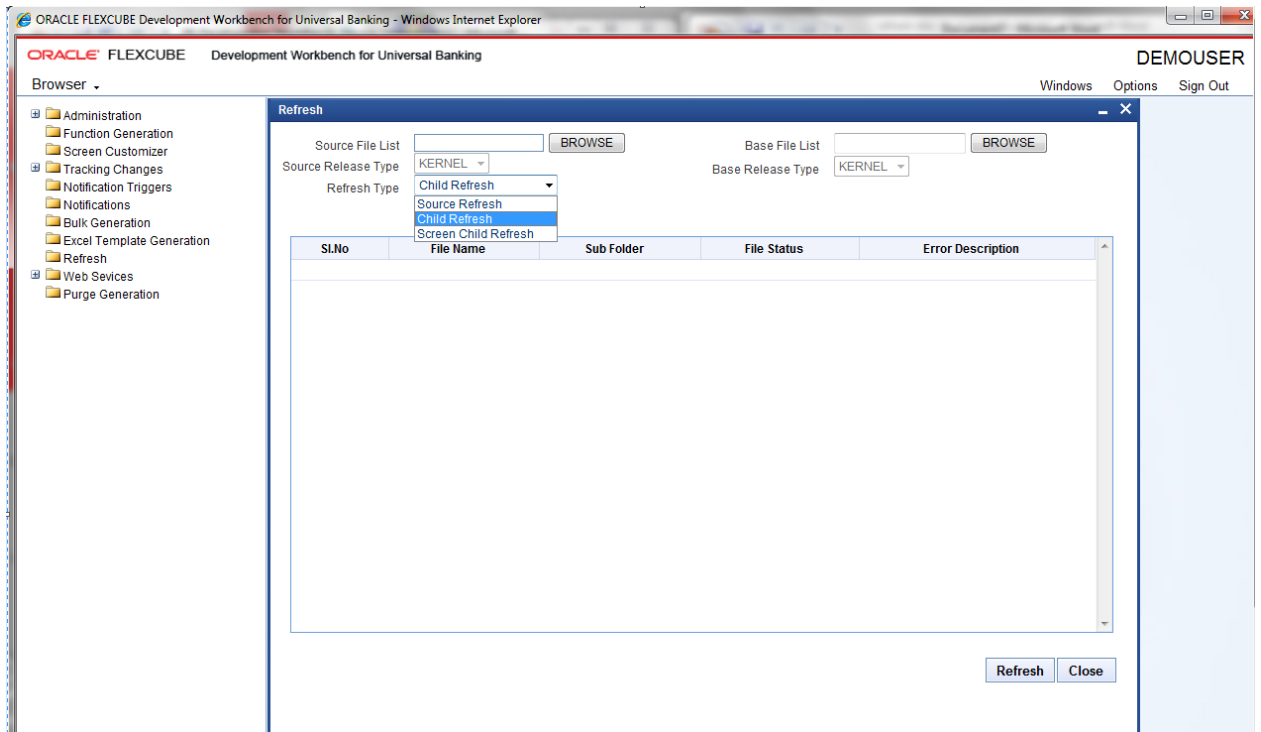 ORACLE FLEXCUBE Development Workbench for Universal Banking - Windows Internet Explorer
ORACLE FLEXCUBE Development Workbench for Universal Banking
DEMOUSER
Browser
Windows Options Sign Out
Administration
Function Generation
Screen Customizer
Tracking Changes
Notification Triggers
Notifications
Bulk Generation
Excel Template Generation
Refresh
Web Sevices
Purge Generation
Refresh
Source File List BROWSE Base File List BROWSE
Source Release Type KERNEL Base Release Type KERNEL
Refresh Type Child Refresh
Source Refresh
Child Refresh
Screen Child Refresh
Sl.No File Name Sub Folder File Status Error Description
Refresh Close